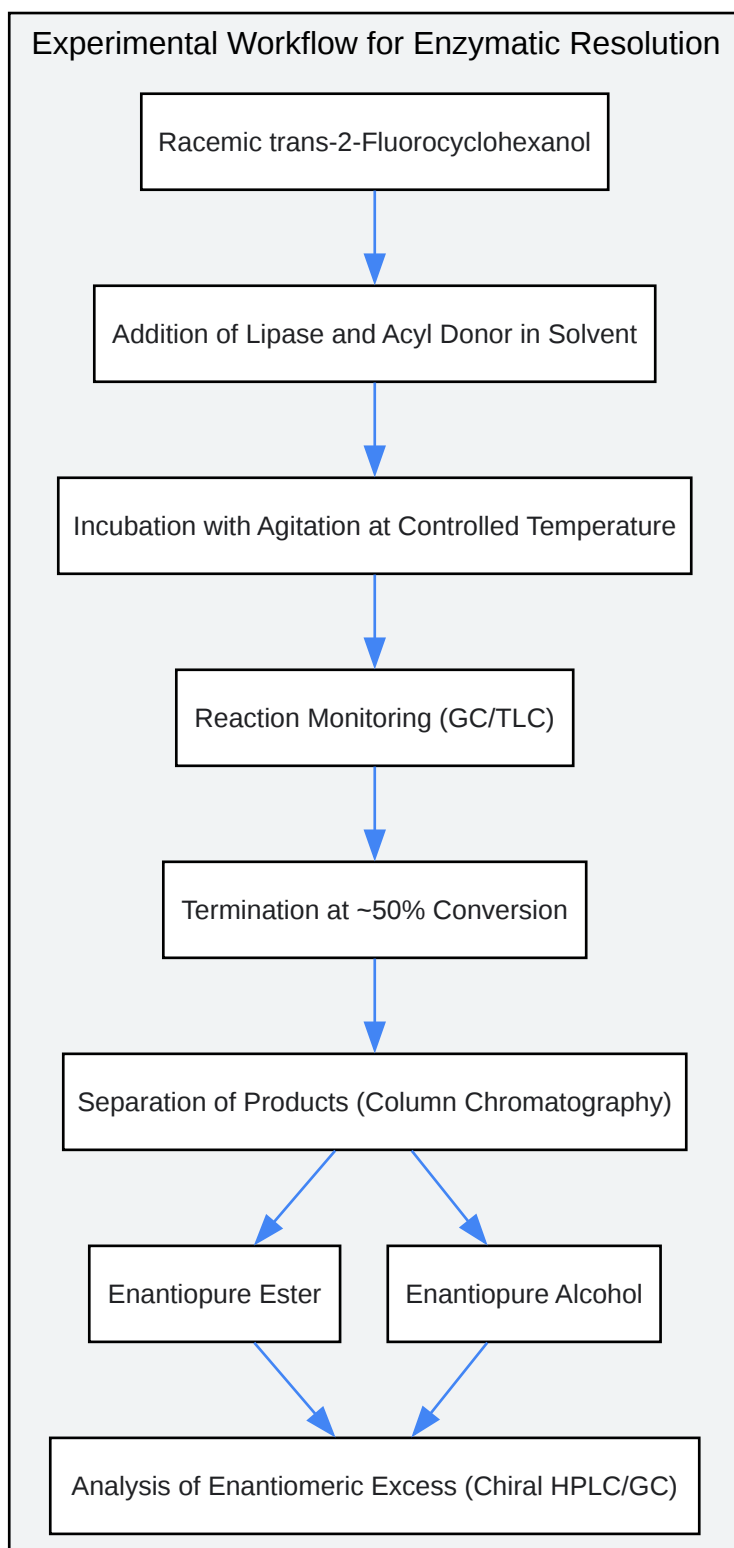 Experimental Workflow for Enzymatic Resolution
Racemic trans-2-Fluorocyclohexanol
Addition of Lipase and Acyl Donor in Solvent
Incubation with Agitation at Controlled Temperature
Reaction Monitoring (GC/TLC)
Termination at ~50% Conversion
Separation of Products (Column Chromatography)
Enantiopure Ester
Enantiopure Alcohol
Analysis of Enantiomeric Excess (Chiral HPLC/GC)